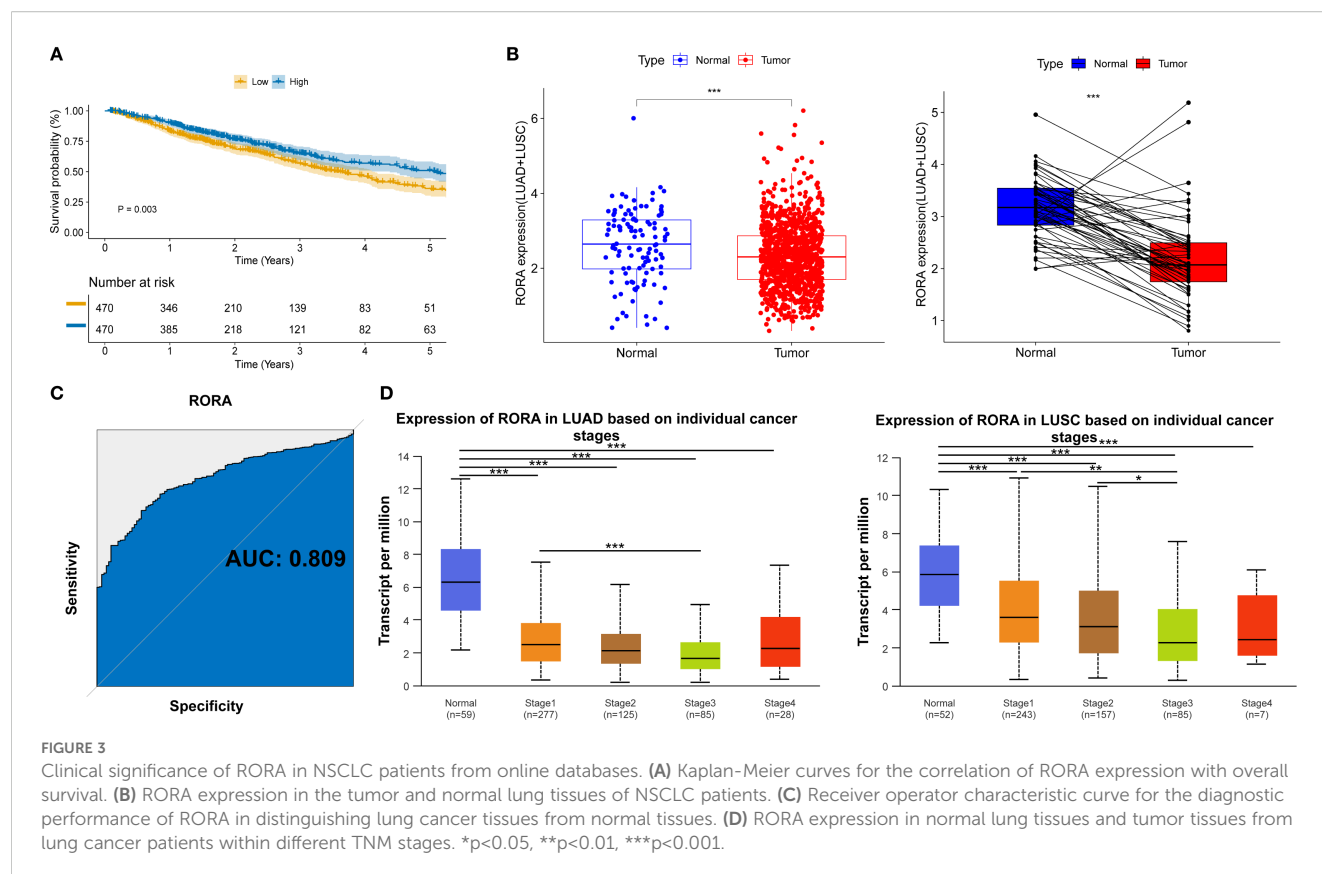 A
Low High
Survival probability (%)
1.00
0.75
0.50
0.25
0.00
P = 0.003
0 1 2 3 4 5
Time (Years)
Number at risk
470 346 210 139 83 51
470 385 218 121 82 63
0 1 2 3 4 5
Time (Years)
B
Type Normal Tumor
***
RORA expression(LUAD+LUSC)
6
4
2
Normal Tumor
Type Normal Tumor
***
RORA expression(LUAD+LUSC)
5
4
3
2
1
Normal Tumor
C
RORA
Sensitivity
AUC: 0.809
Specificity
D
Expression of RORA in LUAD based on individual cancer
stages
***
***
***
***
***
Transcript per million
14
12
10
8
6
4
2
0
Normal Stage1 Stage2 Stage3 Stage4
(n=59) (n=277) (n=125) (n=85) (n=28)
Expression of RORA in LUSC based on individual cancer
stages
***
***
***
*** **
*
Transcript per million
12
10
8
6
4
2
0
Normal Stage1 Stage2 Stage3 Stage4
(n=52) (n=243) (n=157) (n=85) (n=7)
FIGURE 3
Clinical significance of RORA in NSCLC patients from online databases. (A) Kaplan-Meier curves for the correlation of RORA expression with overall
survival. (B) RORA expression in the tumor and normal lung tissues of NSCLC patients. (C) Receiver operator characteristic curve for the diagnostic
performance of RORA in distinguishing lung cancer tissues from normal tissues. (D) RORA expression in normal lung tissues and tumor tissues from
lung cancer patients within different TNM stages. *p<0.05, **p<0.01, ***p<0.001.